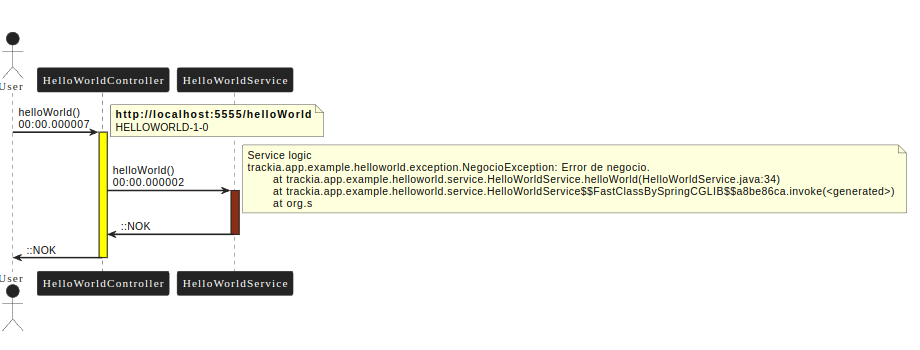 User
HelloWorldController
HelloWorldService
helloWorld()
00:00.000007
http://localhost:5555/helloWorld
HELLOWORLD-1-0
Service logic
trackia.app.example.helloworld.exception.NegocioException: Error de negocio.
at trackia.app.example.helloworld.service.HelloWorldService.helloWorld(HelloWorldService.java:34)
at trackia.app.example.helloworld.service.HelloWorldService$$FastClassBySpringCGLIB$$a8be86ca.invoke(<generated>)
at org.s
helloWorld()
00:00.000002
::NOK
::NOK
User
HelloWorldController
HelloWorldService